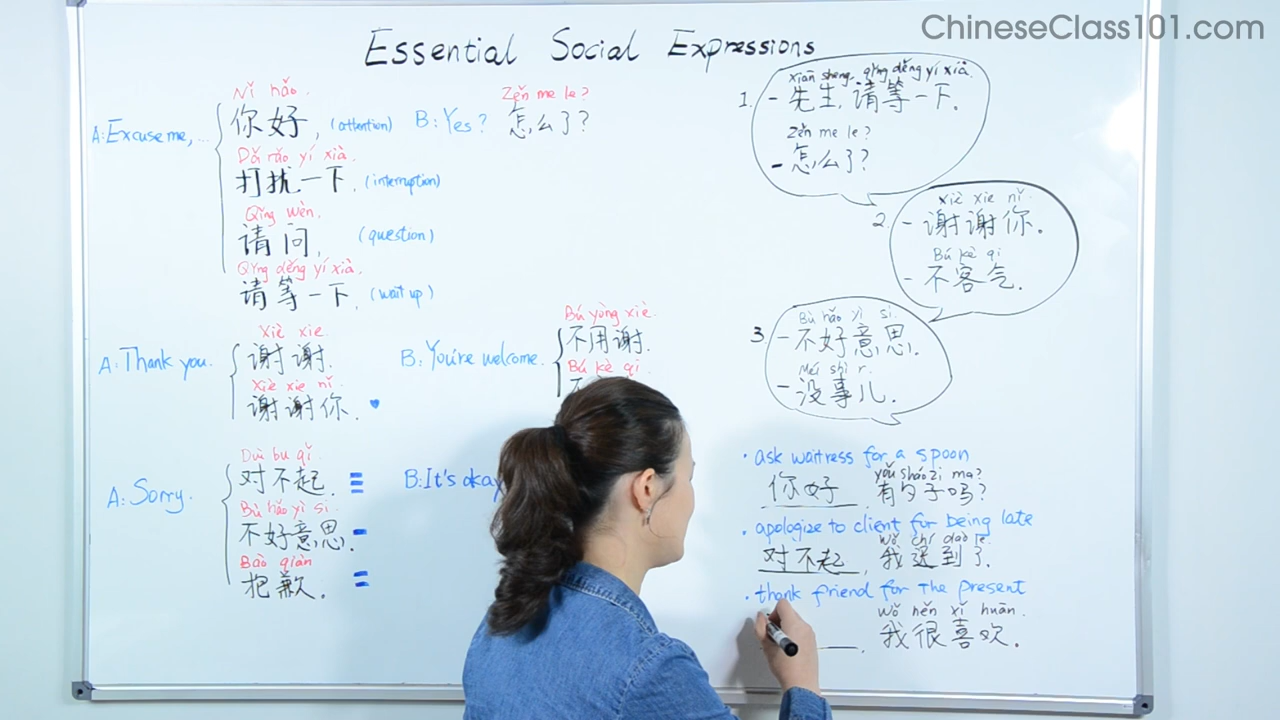 ChineseClass101.com
Essential Social Expressions
A: Excuse me, ...
Nǐ hǎo.
你好, (attention)
Dǎ rǎo yí xià
打扰一下. (interruption)
Qǐng wèn.
请问, (question)
Qǐng děng yí xià.
请等一下. (wait up)
B: Yes?
Zěn me le?
怎么了?
A: Thank you.
Xiè xie.
谢谢.
Xiè xie nǐ.
谢谢你.
B: You're welcome.
Bú yòng xiè.
不用谢.
Bú kè qi
A: Sorry.
Duì bu qǐ
对不起.
Bù hǎo yì si.
不好意思.
Bào qiàn
抱歉.
B: It's okay
1.
xiān sheng, qǐng děng yí xià.
- 先生, 请等一下.
Zěn me le?
- 怎么了?
2.
xiè xie nǐ.
- 谢谢你.
Bú kè qi
- 不客气.
3
Bù hǎo yì si.
- 不好意思.
Méi shì r.
- 没事儿.
· ask waitress for a spoon
yǒu sháozi ma?
你好 有勺子吗?
· apologize to client for being late
wǒ chí dào le.
对不起, 我迟到了.
· thank friend for the present
wǒ hěn xǐ huān.
. 我很喜欢.